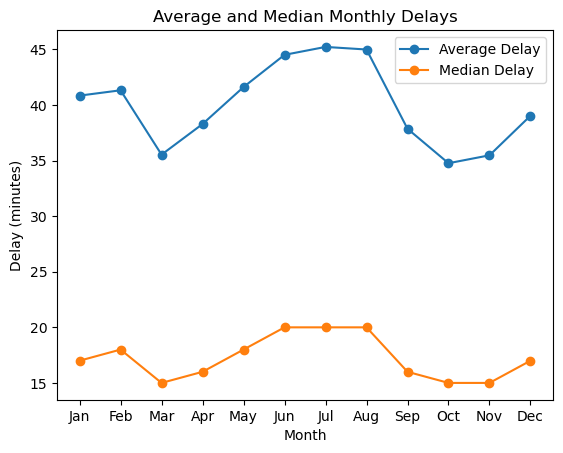 Average and Median Monthly Delays
Average Delay
Median Delay
Delay (minutes)
45
40
35
30
25
20
15
Jan Feb Mar Apr May Jun Jul Aug Sep Oct Nov Dec
Month